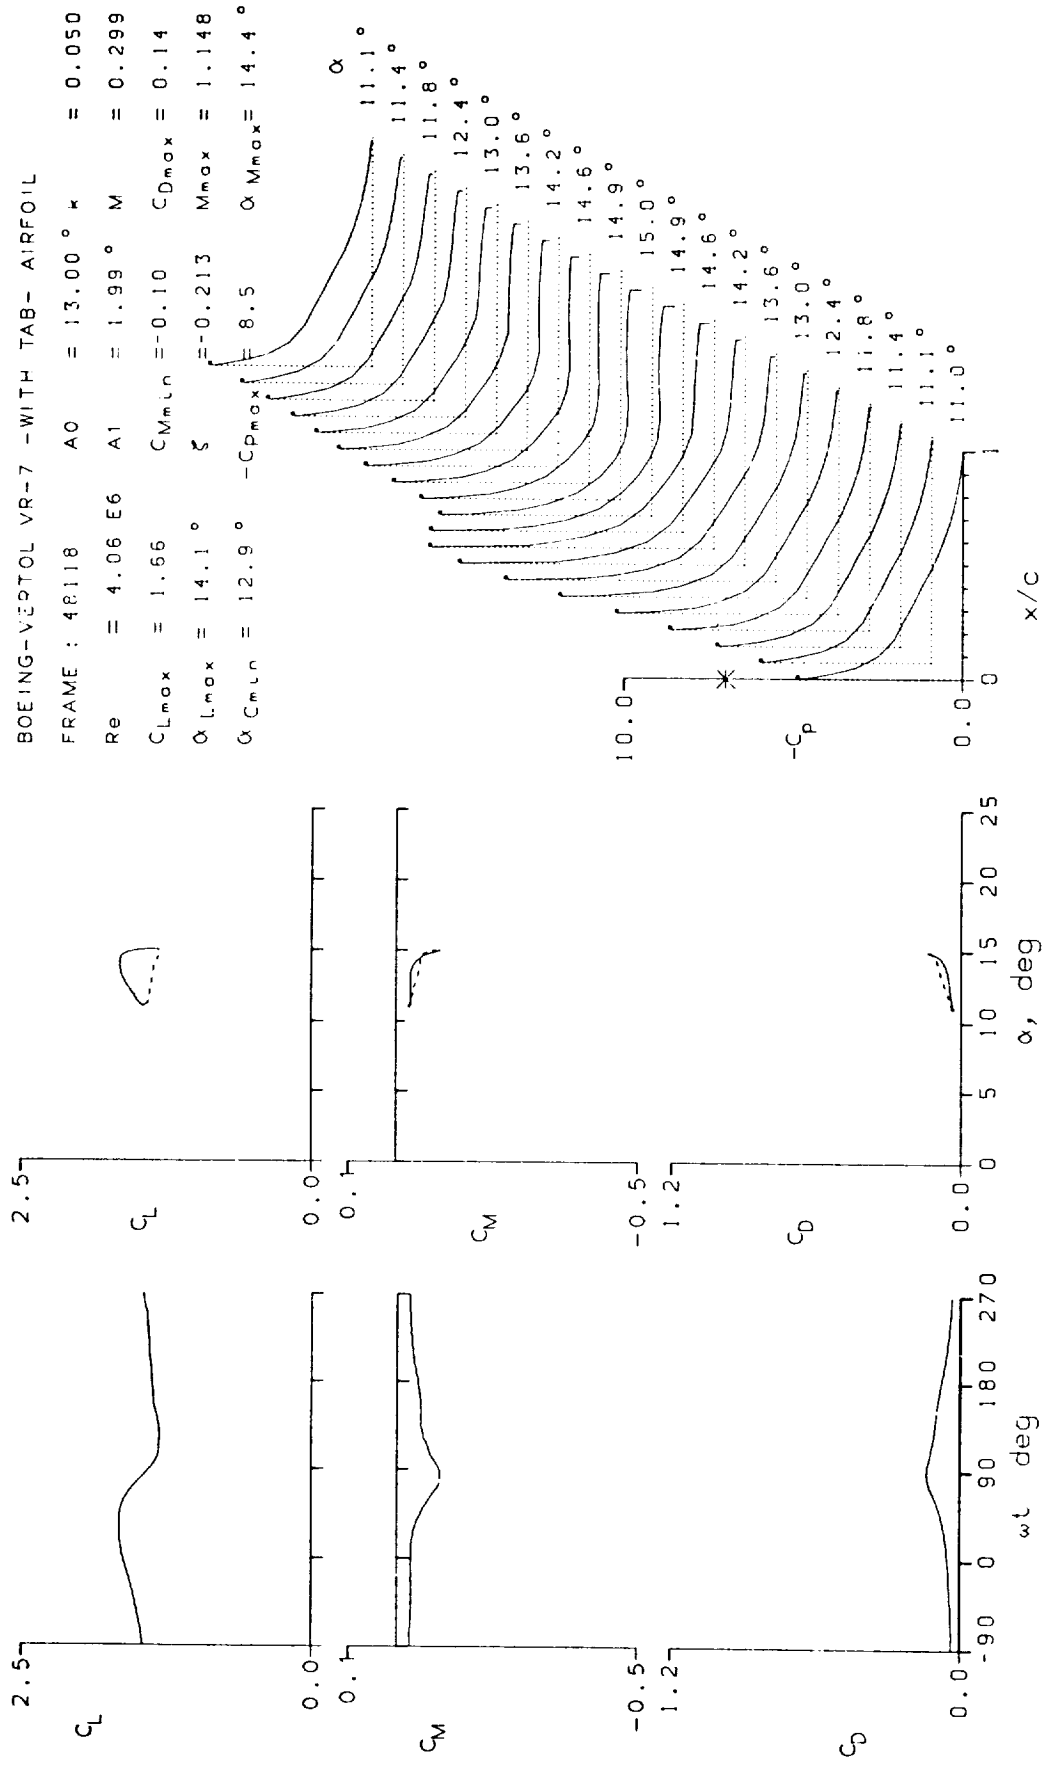 BOEING-VERTOL VR-7 -WITH TAB- AIRFOIL
FRAME : 48118 A0 = 13.00° k = 0.050
Re = 4.06 E6 A1 = 1.99° M = 0.299
CLmax = 1.66 CMmin =-0.10 CDmax = 0.14
αLmax = 14.1° ζ =-0.213 Mmax = 1.148
αCmin = 12.9° -CPmax = 8.5 αMmax= 14.4°
2.5
CL
0.0
0.1
CM
-0.5
1.2
CD
0.0
-90 0 90 180 270
ωt deg
2.5
CL
0.0
0.1
CM
-0.5
1.2
CD
0.0
0 5 10 15 20 25
α, deg
α
11.1°
11.4°
11.8°
12.4°
13.0°
13.6°
14.2°
14.6°
14.9°
15.0°
14.9°
14.6°
14.2°
13.6°
13.0°
12.4°
11.8°
11.4°
11.1°
11.0°
10.0
-Cp
0.0
0 1
x/c